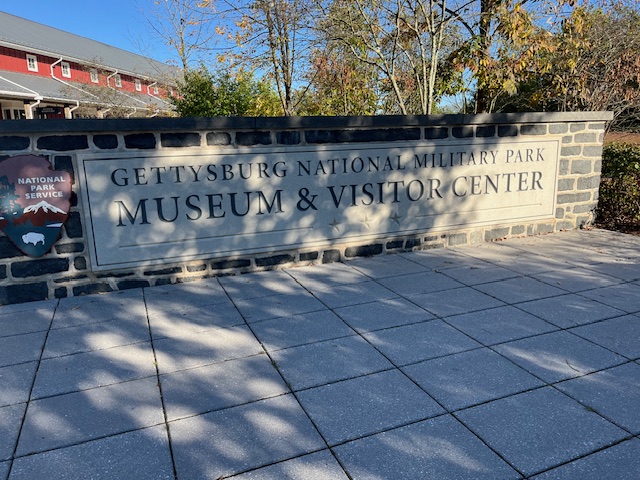 NATIONAL
PARK
SERVICE
GETTYSBURG NATIONAL MILITARY PARK
MUSEUM & VISITOR CENTER